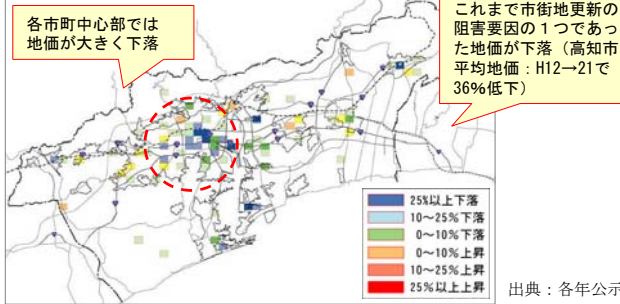 各市町中心部では
地価が大きく下落
これまで市街地更新の
阻害要因の１つであっ
た地価が下落（高知市
平均地価：H12→21で
36%低下）
25%以上下落
10～25%下落
0～10%下落
0～10%上昇
10～25%上昇
25%以上上昇
出典：各年公示